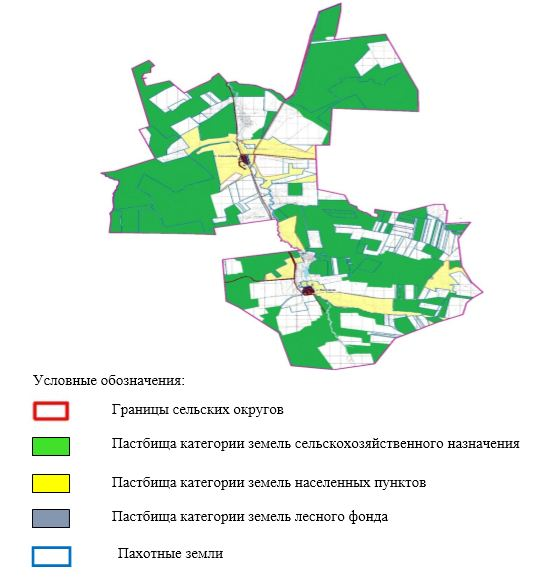 Условные обозначения:
Границы сельских округов
Пастбища категории земель сельскохозяйственного назначения
Пастбища категории земель населенных пунктов
Пастбища категории земель лесного фонда
Пахотные земли